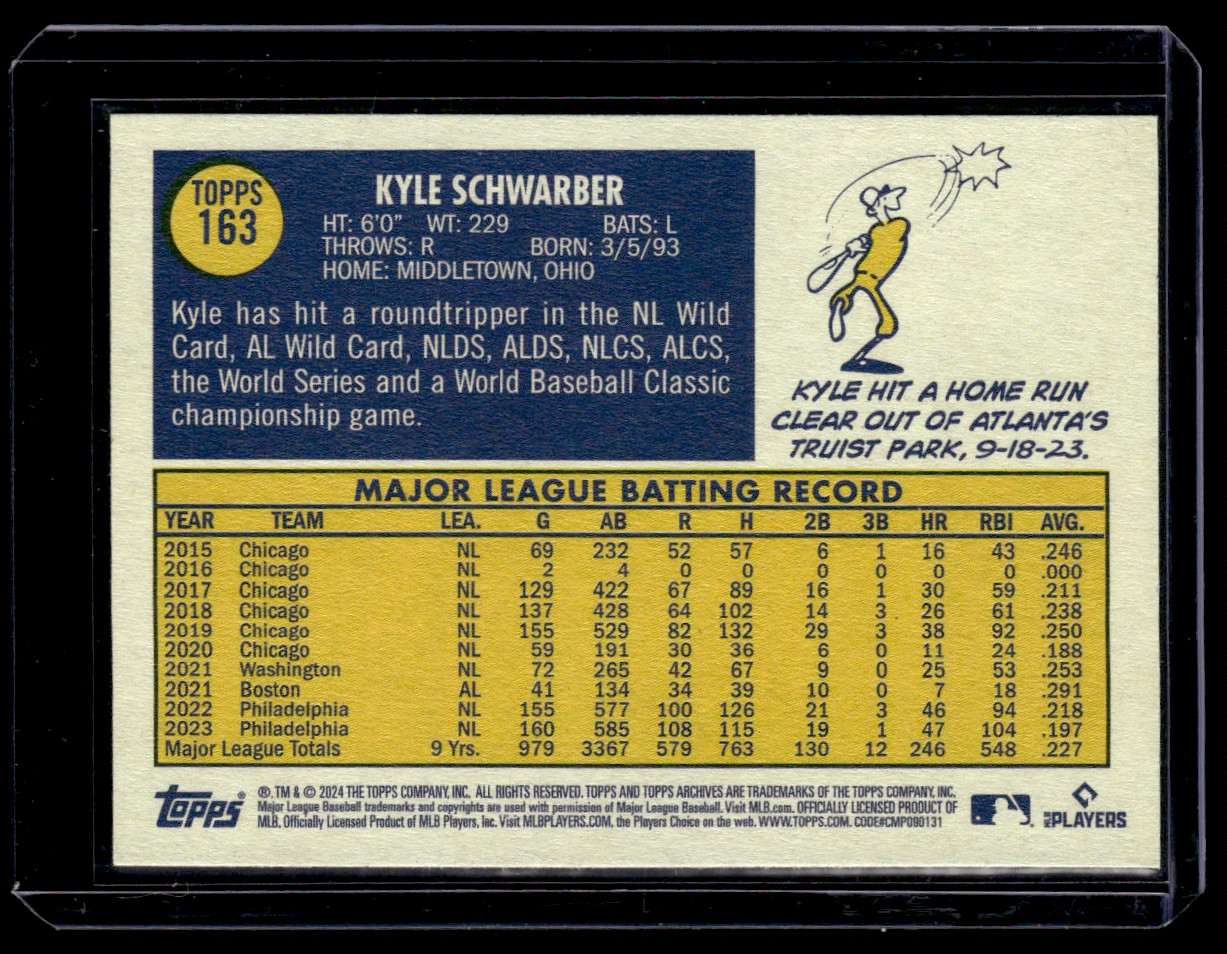 TOPPS
163
KYLE SCHWARBER
HT: 6'0" WT: 229 BATS: L
THROWS: R BORN: 3/5/93
HOME: MIDDLETOWN, OHIO
Kyle has hit a roundtripper in the NL Wild
Card, AL Wild Card, NLDS, ALDS, NLCS, ALCS,
the World Series and a World Baseball Classic
championship game.
KYLE HIT A HOME RUN
CLEAR OUT OF ATLANTA'S
TRUIST PARK, 9-18-23.
MAJOR LEAGUE BATTING RECORD
YEAR TEAM LEA. G AB R H 2B 3B HR RBI AVG.
2015 Chicago NL 69 232 52 57 6 1 16 43 .246
2016 Chicago NL 2 4 0 0 0 0 0 0 .000
2017 Chicago NL 129 422 67 89 16 1 30 59 .211
2018 Chicago NL 137 428 64 102 14 3 26 61 .238
2019 Chicago NL 155 529 82 132 29 3 38 92 .250
2020 Chicago NL 59 191 30 36 6 0 11 24 .188
2021 Washington NL 72 265 42 67 9 0 25 53 .253
2021 Boston AL 41 134 34 39 10 0 7 18 .291
2022 Philadelphia NL 155 577 100 126 21 3 46 94 .218
2023 Philadelphia NL 160 585 108 115 19 1 47 104 .197
Major League Totals 9 Yrs. 979 3367 579 763 130 12 246 548 .227
topps®
®, TM & © 2024 THE TOPPS COMPANY, INC. ALL RIGHTS RESERVED. TOPPS AND TOPPS ARCHIVES ARE TRADEMARKS OF THE TOPPS COMPANY, INC.
Major League Baseball trademarks and copyrights are used with permission of Major League Baseball. Visit MLB.com. OFFICIALLY LICENSED PRODUCT OF
MLB. Officially Licensed Product of MLB Players, Inc. Visit MLBPLAYERS.COM, the Players Choice on the web. WWW.TOPPS.COM. CODE#CMP090131
MLB PLAYERS